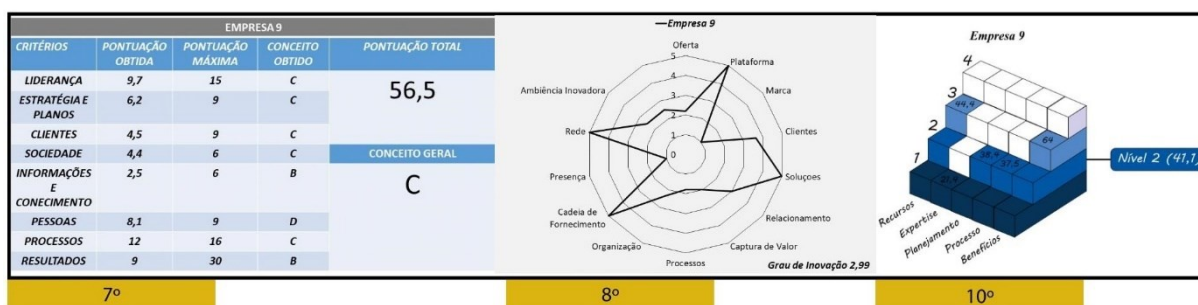 EMPRESA 9
CRITÉRIOS PONTUAÇÃO OBTIDA PONTUAÇÃO MÁXIMA CONCEITO OBTIDO PONTUAÇÃO TOTAL
LIDERANÇA 9,7 15 C
56,5
ESTRATÉGIA E PLANOS 6,2 9 C
CLIENTES 4,5 9 C
SOCIEDADE 4,4 6 C
CONCEITO GERAL
INFORMAÇÕES E CONECIMENTO 2,5 6 B
C
PESSOAS 8,1 9 D
PROCESSOS 12 16 C
RESULTADOS 9 30 B
7º
Empresa 9
Oferta
Plataforma
Marca
Clientes
Soluçoes
Relacionamento
Captura de Valor
Processos
Organização
Cadeia de Fornecimento
Presença
Rede
Ambiência Inovadora
5
4
3
2
1
0
Grau de Inovação 2,99
8º
Empresa 9
4
3
2
1
44,4
64
38,4
37,5
Nível 2 (41,1)
Recursos
Expertise
Planejamento
Processo
Benefícios
10º